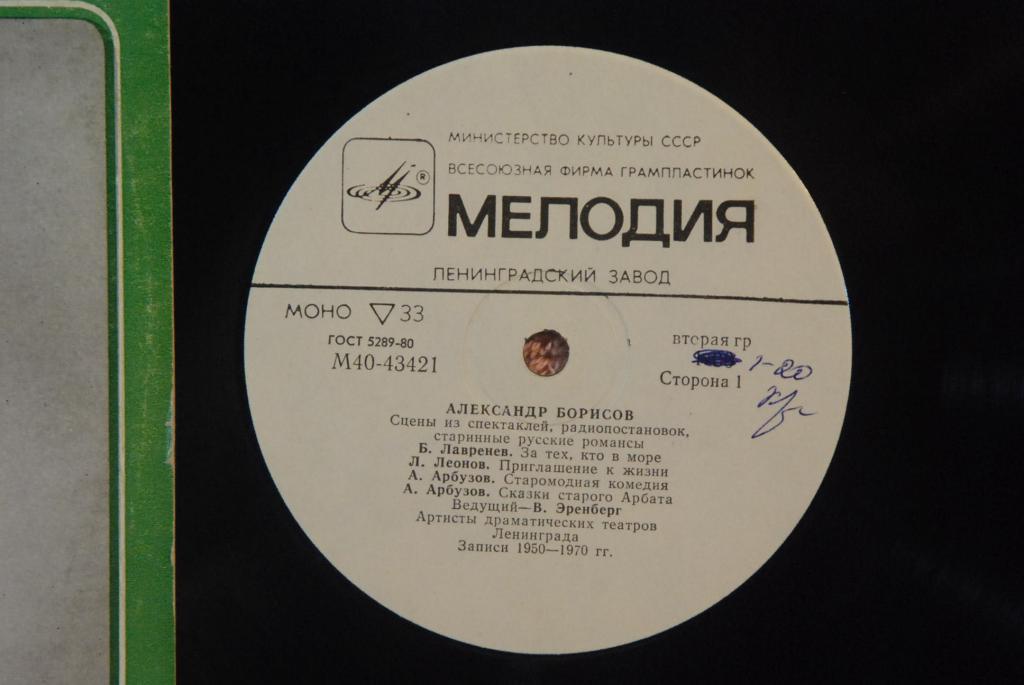 МИНИСТЕРСТВО КУЛЬТУРЫ СССР
ВСЕСОЮЗНАЯ ФИРМА ГРАМПЛАСТИНОК
®
МЕЛОДИЯ
ЛЕНИНГРАДСКИЙ ЗАВОД
МОНО ▽ 33
ГОСТ 5289-80
М40-43421
вторая гр
1-20
Сторона 1
АЛЕКСАНДР БОРИСОВ
Сцены из спектаклей, радиопостановок,
старинные русские романсы
Б. Лавренев. За тех, кто в море
Л. Леонов. Приглашение к жизни
А. Арбузов. Старомодная комедия
А. Арбузов. Сказки старого Арбата
Ведущий—В. Эренберг
Артисты драматических театров
Ленинграда
Записи 1950—1970 гг.